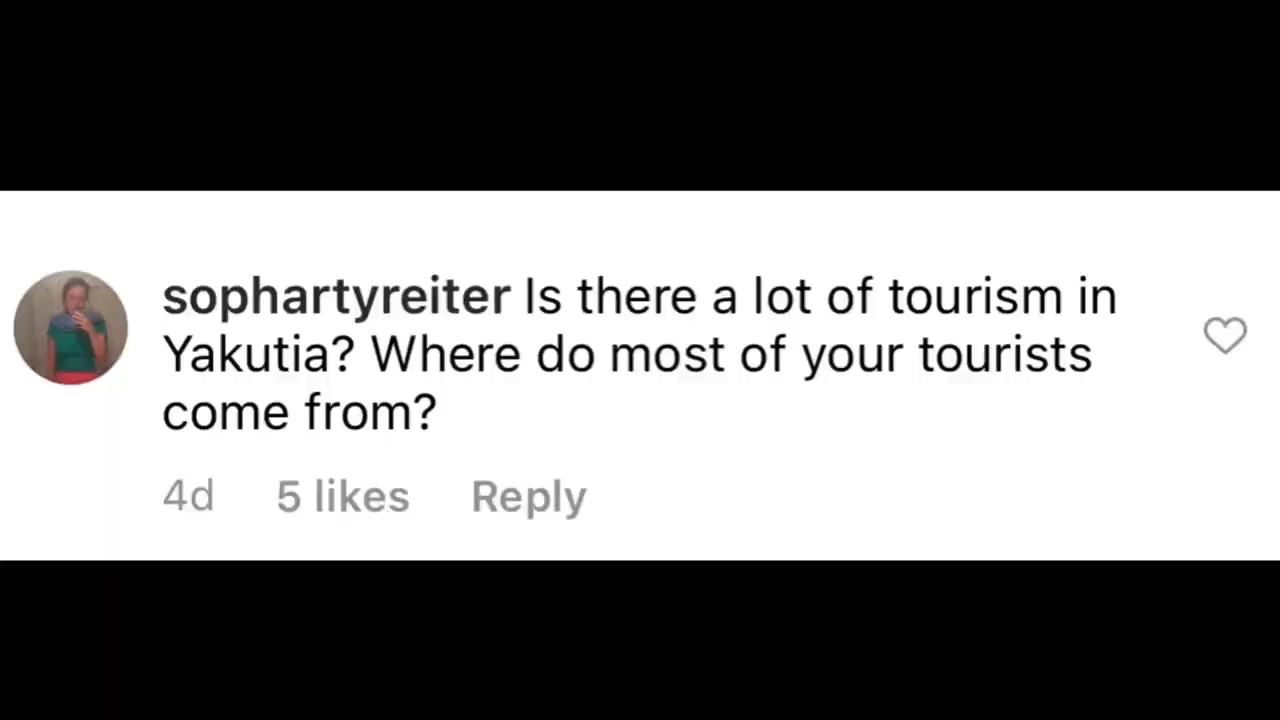 sophartyreiter Is there a lot of tourism in
Yakutia? Where do most of your tourists
come from?
4d 5 likes Reply